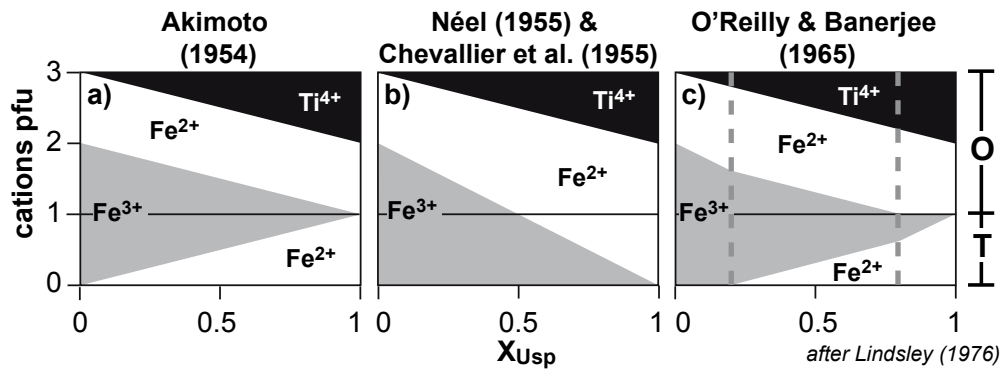 Akimoto
(1954)
Néel (1955) &
Chevallier et al. (1955)
O'Reilly & Banerjee
(1965)
cations pfu
3
2
1
0
a)
Ti4+
Fe2+
Fe3+
Fe2+
0
0.5
1
b)
Ti4+
Fe2+
Fe3+
0
0.5
1
c)
Ti4+
Fe2+
Fe3+
Fe2+
0
0.5
1
O
T
XUsp
after Lindsley (1976)